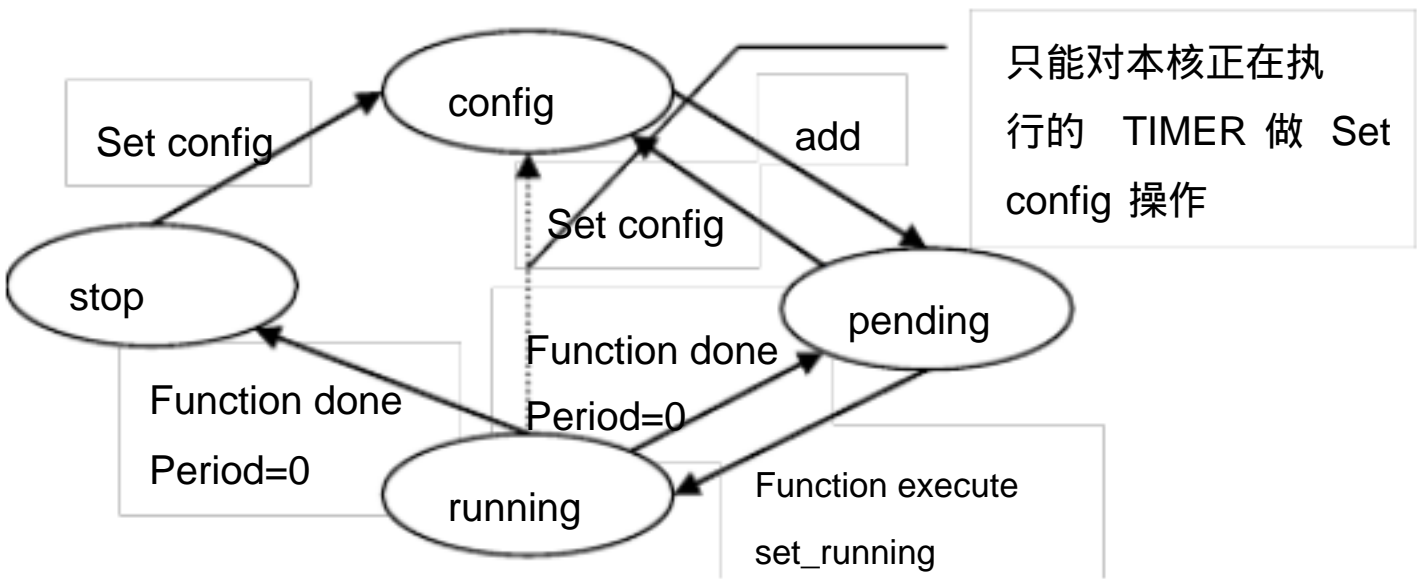 只能对本核正在执
行的 TIMER 做 Set
config 操作
config
Set config
add
Set config
stop
pending
Function done
Period=0
Function done
Period=0
running
Function execute
set_running